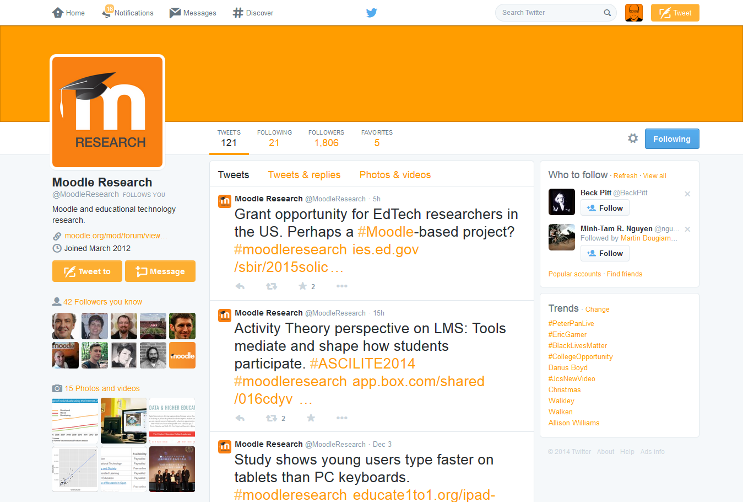 Home
Notifications
Messages
Discover
Search Twitter
Tweet
m
RESEARCH
TWEETS
121
FOLLOWING
21
FOLLOWERS
1,806
FAVORITES
5
Following
Moodle Research
@MoodleResearch FOLLOWS YOU
Moodle and educational technology
research.
moodle.org/mod/forum/view
Joined March 2012
Tweet to
Message
42 Followers you know
moodle
15 Photos and videos
Tweets
Tweets & replies
Photos & videos
Moodle Research @MoodleResearch · 5h
Grant opportunity for EdTech researchers in
the US. Perhaps a #Moodle-based project?
#moodleresearch ies.ed.gov
/sbir/2015solic…
2
Moodle Research @MoodleResearch · 15h
Activity Theory perspective on LMS: Tools
mediate and shape how students
participate. #ASCILITE2014
#moodleresearch app.box.com/shared
/016cdyv …
2
Moodle Research @MoodleResearch · Dec 3
Study shows young users type faster on
tablets than PC keyboards.
#moodleresearch educate1to1.org/ipad-
Who to follow · Refresh · View all
Heck Pitt @HeckPitt
Follow
Minh-Tam R. Nguyen @ngu...
Followed by Martin Dougiam...
Follow
Popular accounts · Find friends
Trends · Change
#PeterPanLive
#EricGarner
#BlackLivesMatter
#CollegeOpportunity
Darius Floyd
#JcsNewVideo
Christmas
Walkley
Walken
Allison Williams
© 2014 Twitter About Help Ads info